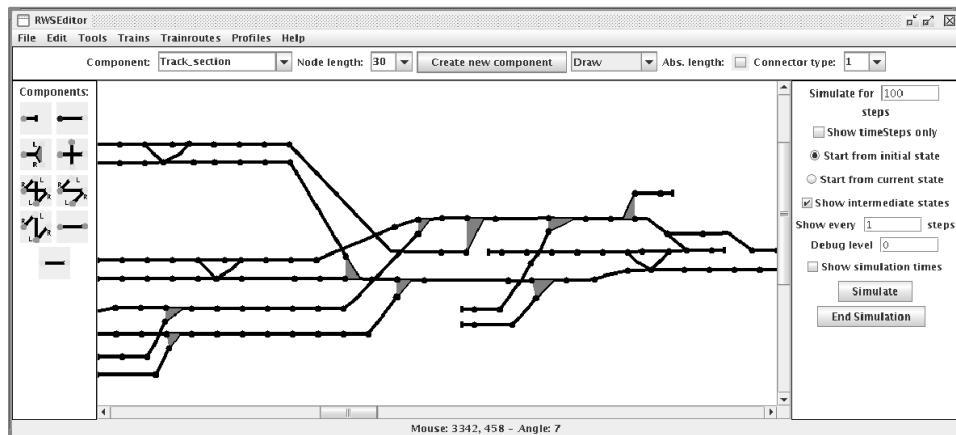 RWSEditor
File Edit Tools Trains Trainroutes Profiles Help
Component: Track_section Node length: 30 Create new component Draw Abs. length: Connector type: 1
Components:
L
R
L R L R
L R L R
L R L R
Simulate for 100
steps
Show timeSteps only
Start from initial state
Start from current state
Show intermediate states
Show every 1 steps
Debug level 0
Show simulation times
Simulate
End Simulation
Mouse: 3342, 458 - Angle: 7